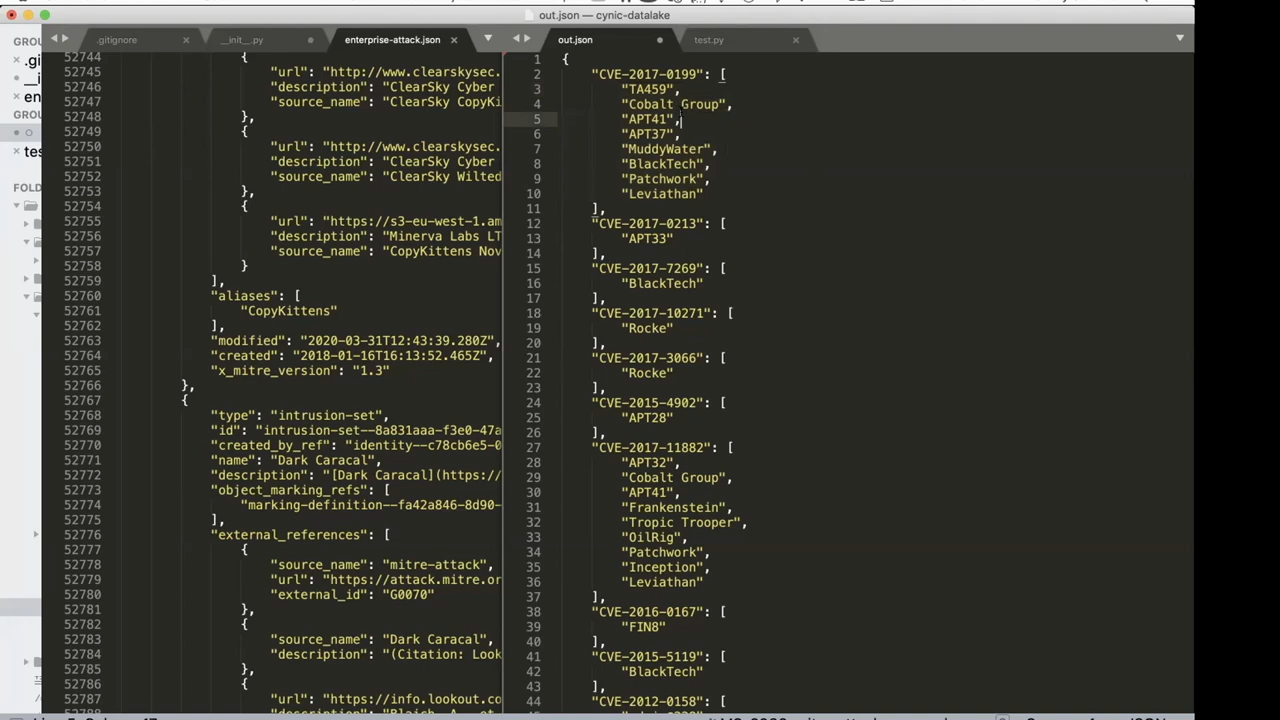 out.json — cynic-datalake
GROU
.gi
__i
en
GROU
tes
FOLD
.gitignore
__init__.py
enterprise-attack.json
52744 {
52745 "url": "http://www.clearskysec.
52746 "description": "ClearSky Cyber
52747 "source_name": "ClearSky CopyKi
52748 },
52749 {
52750 "url": "http://www.clearskysec.
52751 "description": "ClearSky Cyber
52752 "source_name": "ClearSky Wilted
52753 },
52754 {
52755 "url": "https://s3-eu-west-1.am
52756 "description": "Minerva Labs LT
52757 "source_name": "CopyKittens Nov
52758 }
52759 ],
52760 "aliases": [
52761 "CopyKittens"
52762 ],
52763 "modified": "2020-03-31T12:43:39.280Z",
52764 "created": "2018-01-16T16:13:52.465Z",
52765 "x_mitre_version": "1.3"
52766 },
52767 {
52768 "type": "intrusion-set",
52769 "id": "intrusion-set--8a831aaa-f3e0-47a
52770 "created_by_ref": "identity--c78cb6e5-0
52771 "name": "Dark Caracal",
52772 "description": "[Dark Caracal](https:/
52773 "object_marking_refs": [
52774 "marking-definition--fa42a846-8d90-
52775 ],
52776 "external_references": [
52777 {
52778 "source_name": "mitre-attack",
52779 "url": "https://attack.mitre.or
52780 "external_id": "G0070"
52781 },
52782 {
52783 "source_name": "Dark Caracal",
52784 "description": "(Citation: Look
52785 },
52786 {
52787 "url": "https://info.lookout.co
out.json
test.py
1 {
2 "CVE-2017-0199": [
3 "TA459",
4 "Cobalt Group",
5 "APT41",
6 "APT37",
7 "MuddyWater",
8 "BlackTech",
9 "Patchwork",
10 "Leviathan"
11 ],
12 "CVE-2017-0213": [
13 "APT33"
14 ],
15 "CVE-2017-7269": [
16 "BlackTech"
17 ],
18 "CVE-2017-10271": [
19 "Rocke"
20 ],
21 "CVE-2017-3066": [
22 "Rocke"
23 ],
24 "CVE-2015-4902": [
25 "APT28"
26 ],
27 "CVE-2017-11882": [
28 "APT32",
29 "Cobalt Group",
30 "APT41",
31 "Frankenstein",
32 "Tropic Trooper",
33 "OilRig",
34 "Patchwork",
35 "Inception",
36 "Leviathan"
37 ],
38 "CVE-2016-0167": [
39 "FIN8"
40 ],
41 "CVE-2015-5119": [
42 "BlackTech"
43 ],
44 "CVE-2012-0158": [